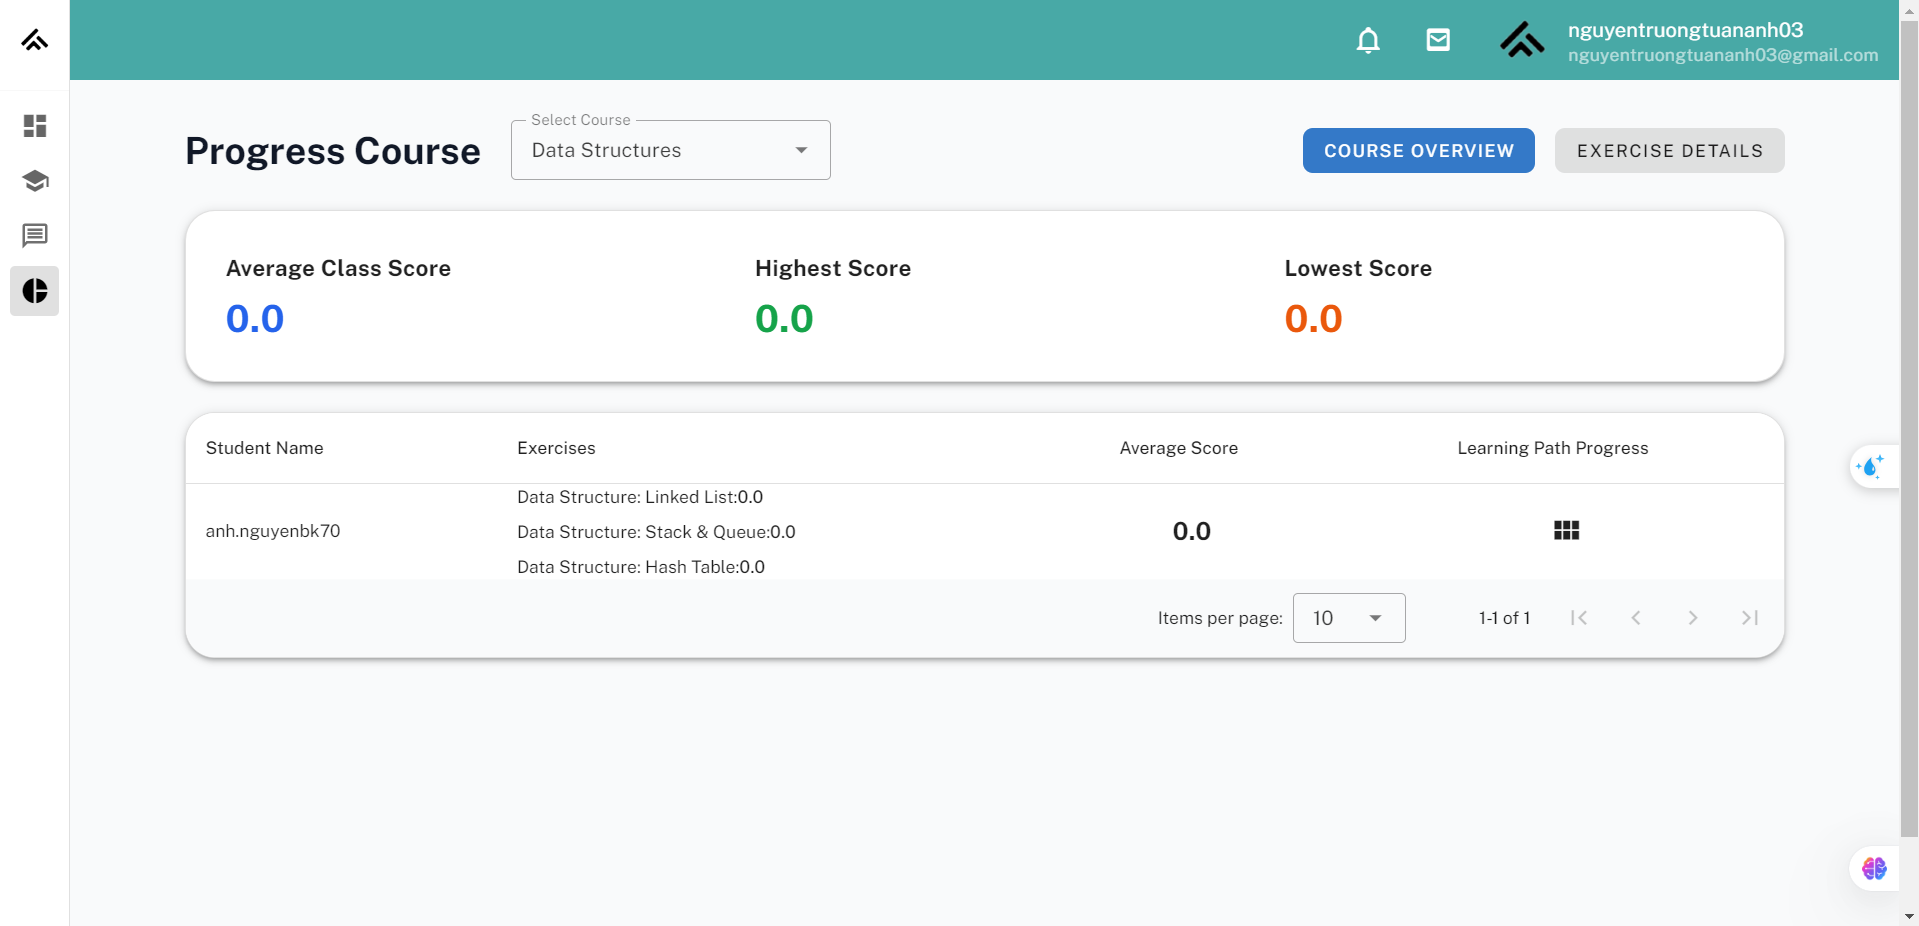 nguyentruongtuananh03
nguyentruongtuananh03@gmail.com
Progress Course
Select Course
Data Structures
COURSE OVERVIEW
EXERCISE DETAILS
Average Class Score
Highest Score
Lowest Score
0.0
0.0
0.0
Student Name
Exercises
Average Score
Learning Path Progress
anh.nguyenbk70
Data Structure: Linked List:0.0
Data Structure: Stack & Queue:0.0
Data Structure: Hash Table:0.0
0.0
Items per page:
10
1-1 of 1